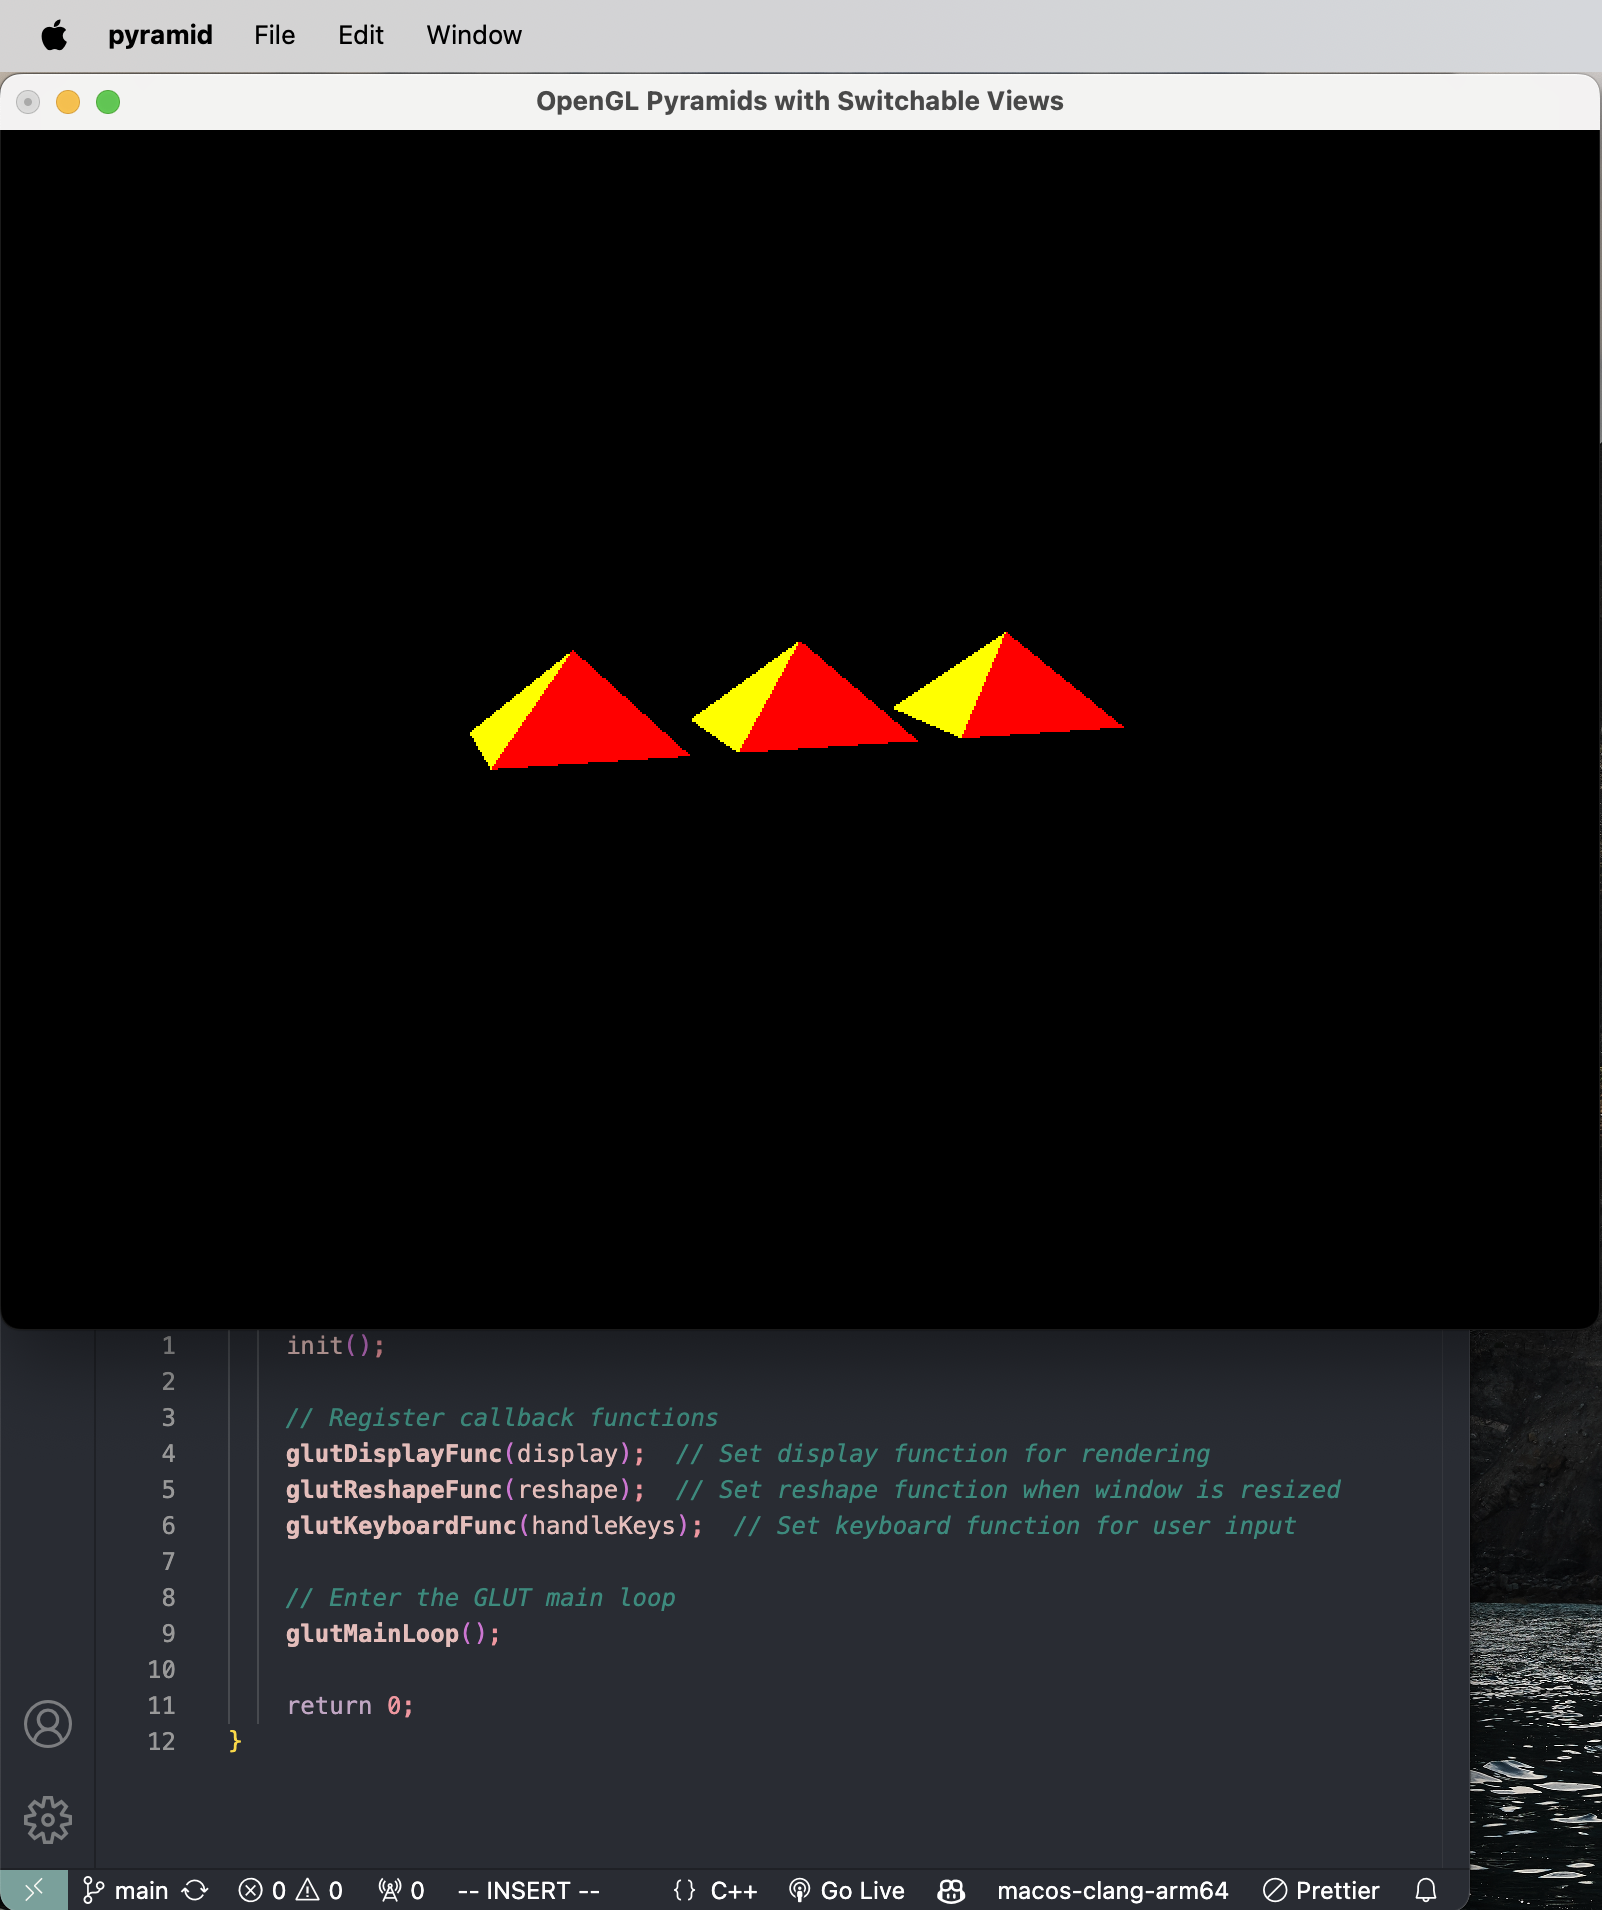 pyramid File Edit Window
OpenGL Pyramids with Switchable Views
1 init();
2
3 // Register callback functions
4 glutDisplayFunc(display); // Set display function for rendering
5 glutReshapeFunc(reshape); // Set reshape function when window is resized
6 glutKeyboardFunc(handleKeys); // Set keyboard function for user input
7
8 // Enter the GLUT main loop
9 glutMainLoop();
10
11 return 0;
12 }
main 0 0 0 -- INSERT -- {} C++ Go Live macos-clang-arm64 Prettier